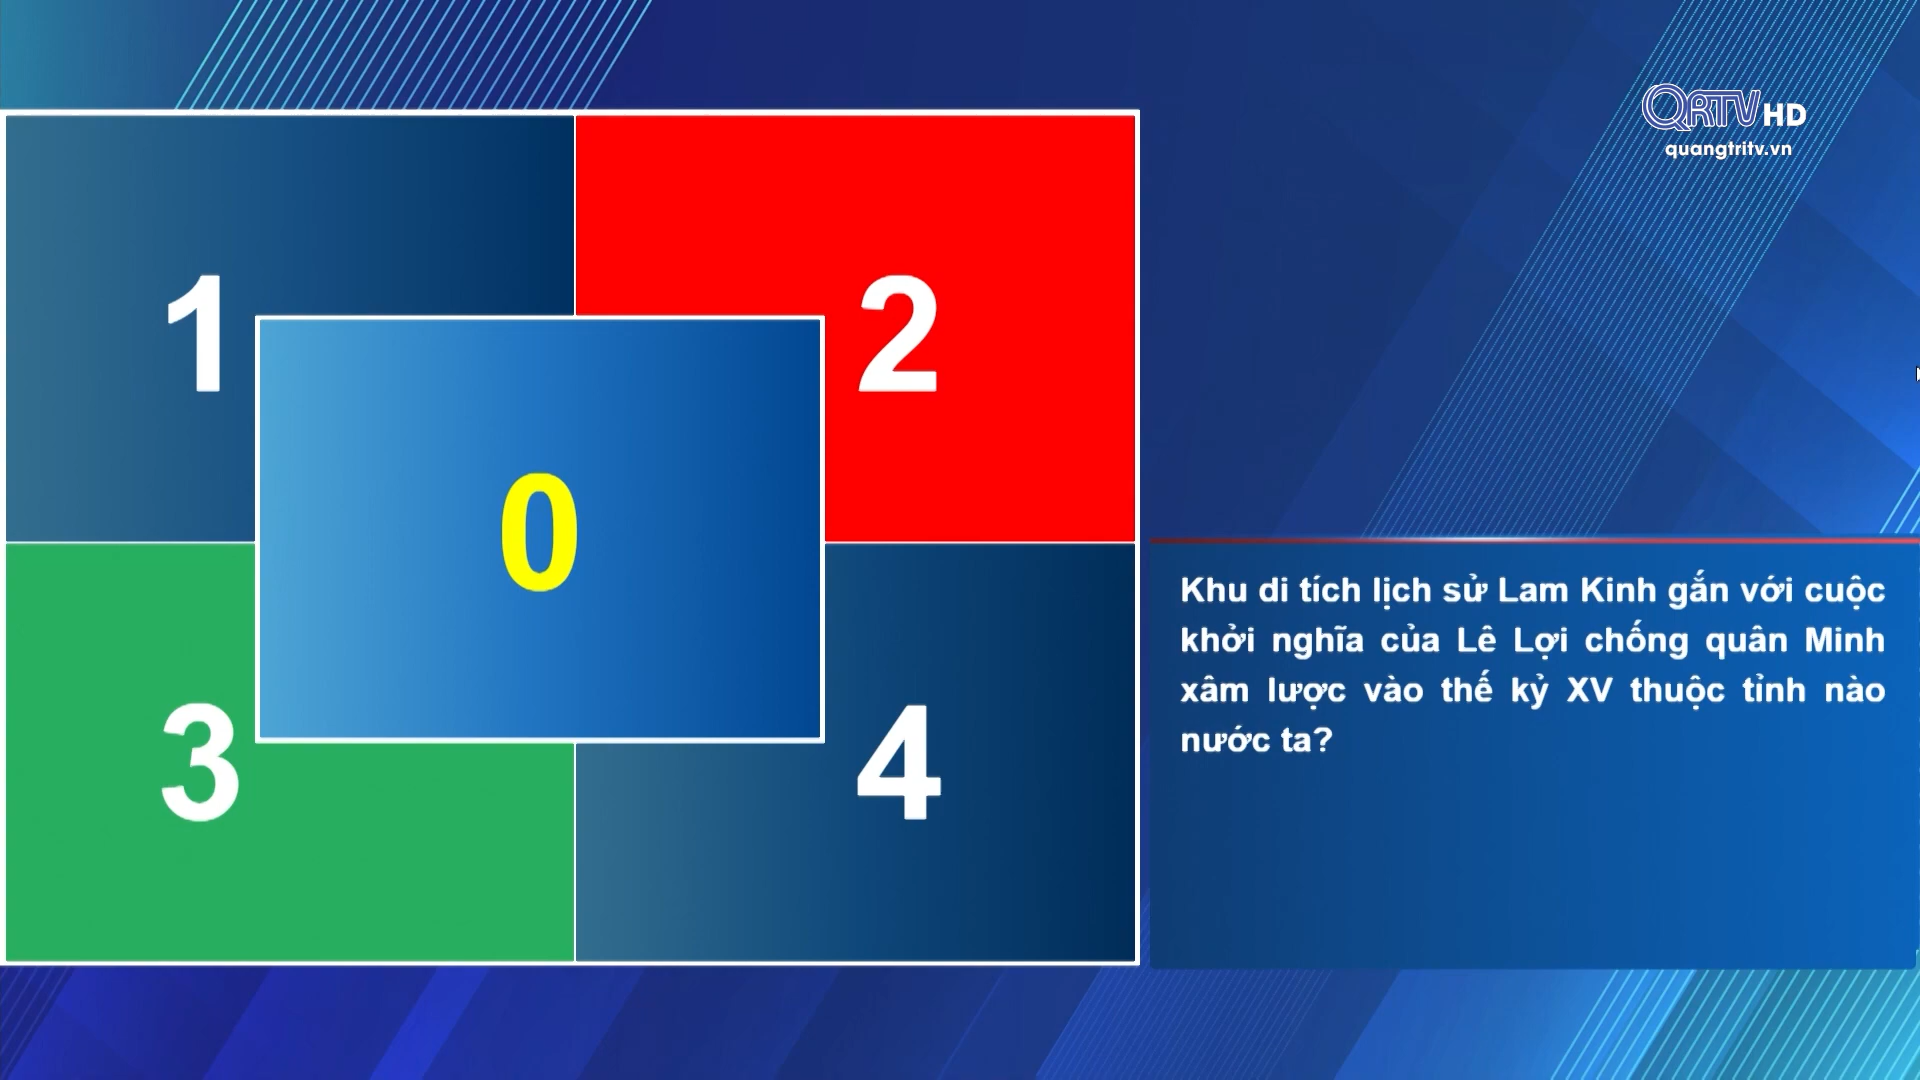 QRTV HD
quangtritv.vn
1
2
0
3
4
Khu di tích lịch sử Lam Kinh gắn với cuộc
khởi nghĩa của Lê Lợi chống quân Minh
xâm lược vào thế kỷ XV thuộc tỉnh nào
nước ta?